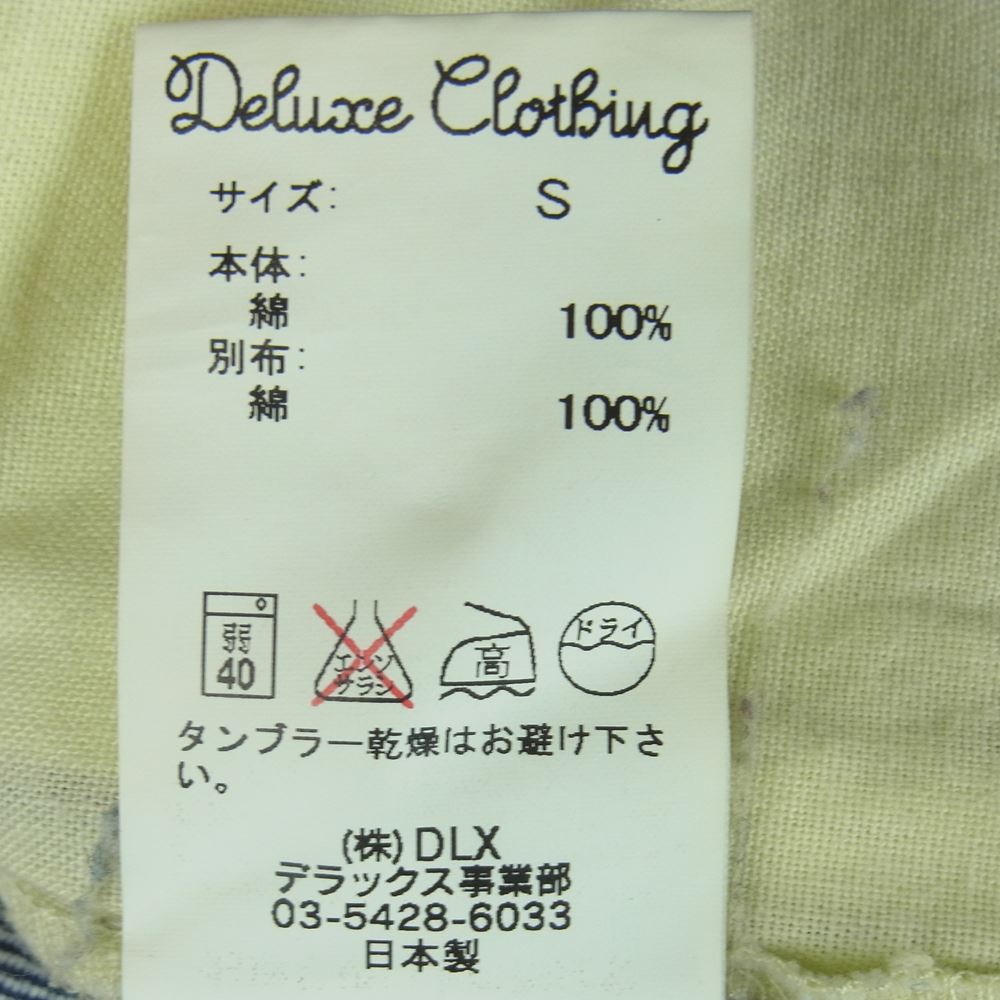 Deluxe Clothing
サイズ: S
本体:
綿 100%
別布:
綿 100%
弱
40
エンソ
サラシ
高
ドライ
タンブラー乾燥はお避け下さ
い。
(株)DLX
デラックス事業部
03-5428-6033
日本製